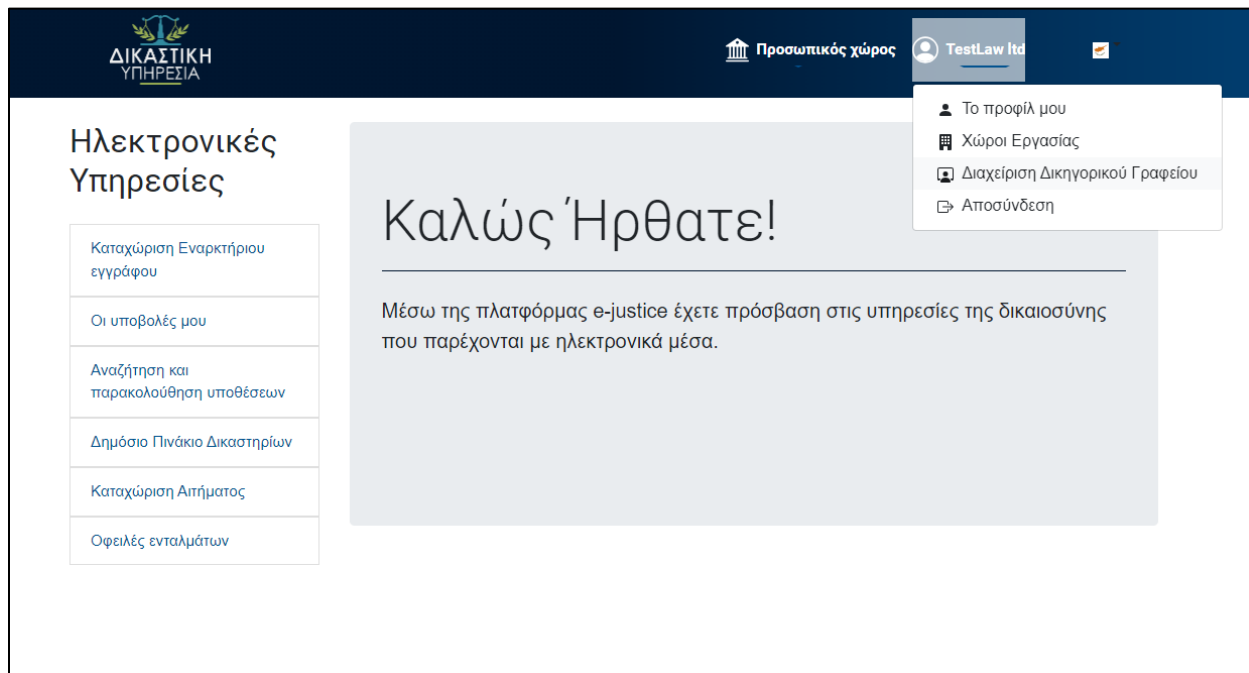 ΔΙΚΑΣΤΙΚΗ
ΥΠΗΡΕΣΙΑ
Προσωπικός χώρος
TestLaw ltd
Το προφίλ μου
Χώροι Εργασίας
Διαχείριση Δικηγορικού Γραφείου
Αποσύνδεση
Ηλεκτρονικές
Υπηρεσίες
Καταχώριση Εναρκτήριου
εγγράφου
Οι υποβολές μου
Αναζήτηση και
παρακολούθηση υποθέσεων
Δημόσιο Πινάκιο Δικαστηρίων
Καταχώριση Αιτήματος
Οφειλές ενταλμάτων
Καλώς Ήρθατε!
Μέσω της πλατφόρμας e-justice έχετε πρόσβαση στις υπηρεσίες της δικαιοσύνης
που παρέχονται με ηλεκτρονικά μέσα.